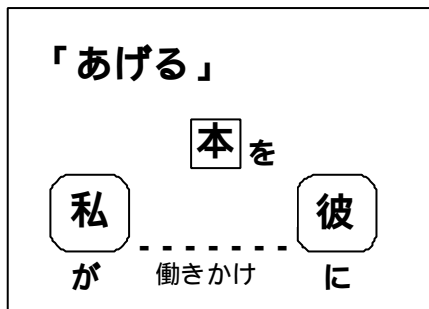 「あげる」
本を
私 彼
が 働きかけ に